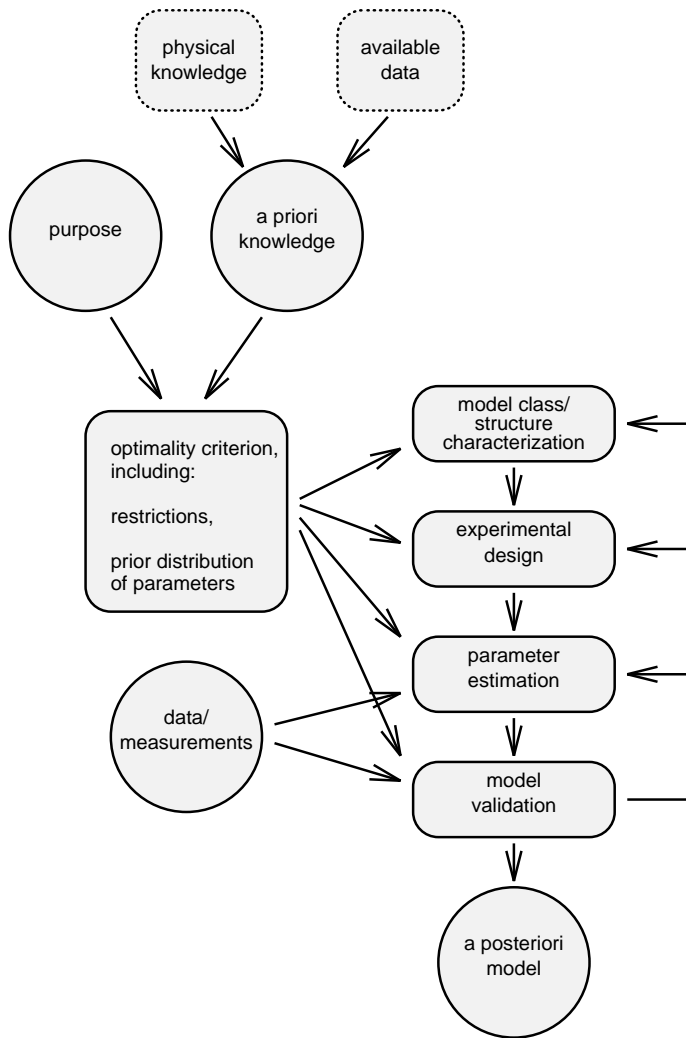 physical
knowledge
available
data
purpose
a priori
knowledge
optimality criterion,
including:
restrictions,
prior distribution
of parameters
model class/
structure
characterization
experimental
design
parameter
estimation
data/
measurements
model
validation
a posteriori
model